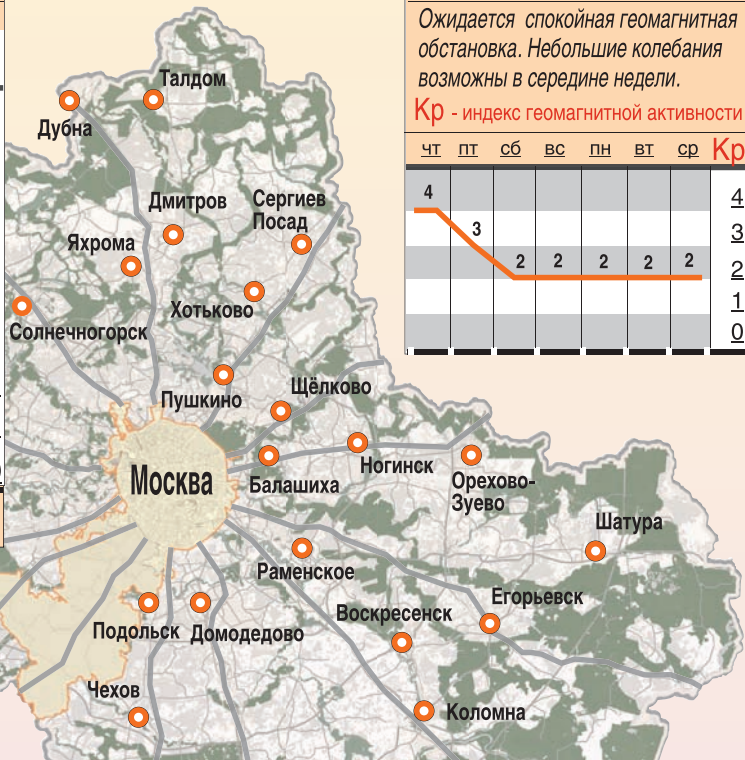 Ожидается спокойная геомагнитная
обстановка. Небольшие колебания
возможны в середине недели.
Кр - индекс геомагнитной активности
чт пт сб вс пн вт ср Кр
4
3
2 2 2 2 2
4
3
2
1
0
Талдом
Дубна
Дмитров
Сергиев
Посад
Яхрома
Хотьково
Солнечногорск
Пушкино
Щёлково
Москва
Балашиха
Ногинск
Орехово-
Зуево
Шатура
Раменское
Егорьевск
Воскресенск
Подольск
Домодедово
Чехов
Коломна